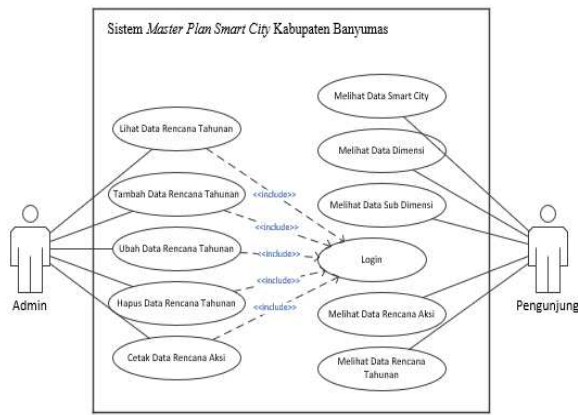 Sistem Master Plan Smart City Kabupaten Banyumas
Lihat Data Rencana Tahunan
Tambah Data Rencana Tahunan
Ubah Data Rencana Tahunan
Hapus Data Rencana Tahunan
Cetak Data Rencana Aksi
<<include>>
<<include>>
<<include>>
<<include>>
<<include>>
Login
Melihat Data Smart City
Melihat Data Dimensi
Melihat Data Sub Dimensi
Melihat Data Rencana Aksi
Melihat Data Rencana
Tahunan
Admin
Pengunjung